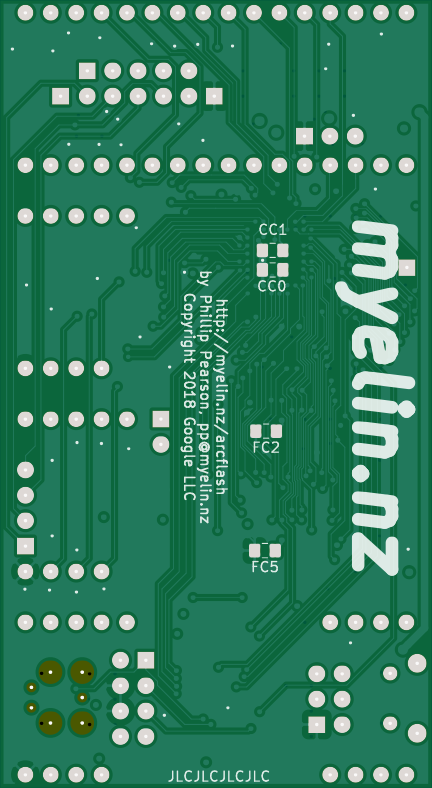 CC1
CC0
myelin.nz
http://myelin.nz/arcflash
by Phillip Pearson, pp@myelin.nz
Copyright 2018 Google LLC
FC2
FC5
JLCJLCJLCJLC